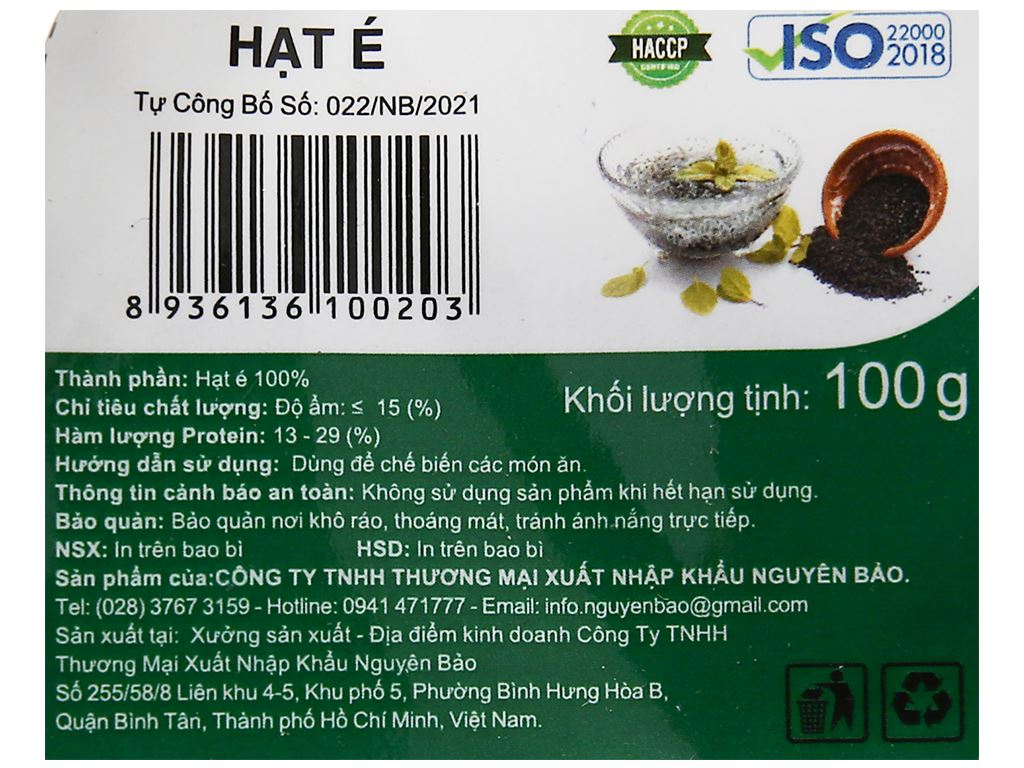 HẠT É
Tự Công Bố Số: 022/NB/2021
HACCP
CERTIFIED
ISO 22000 2018
8 936136 100203
Thành phần: Hạt é 100%
Chỉ tiêu chất lượng: Độ ẩm: ≤ 15 (%)
Hàm lượng Protein: 13 - 29 (%)
Khối lượng tịnh: 100 g
Hướng dẫn sử dụng: Dùng để chế biến các món ăn.
Thông tin cảnh báo an toàn: Không sử dụng sản phẩm khi hết hạn sử dụng.
Bảo quản: Bảo quản nơi khô ráo, thoáng mát, tránh ánh nắng trực tiếp.
NSX: In trên bao bì HSD: In trên bao bì
Sản phẩm của:CÔNG TY TNHH THƯƠNG MẠI XUẤT NHẬP KHẨU NGUYÊN BẢO.
Tel: (028) 3767 3159 - Hotline: 0941 471777 - Email: info.nguyenbao@gmail.com
Sản xuất tại: Xưởng sản xuất - Địa điểm kinh doanh Công Ty TNHH
Thương Mại Xuất Nhập Khẩu Nguyên Bảo
Số 255/58/8 Liên khu 4-5, Khu phố 5, Phường Bình Hưng Hòa B,
Quận Bình Tân, Thành phố Hồ Chí Minh, Việt Nam.